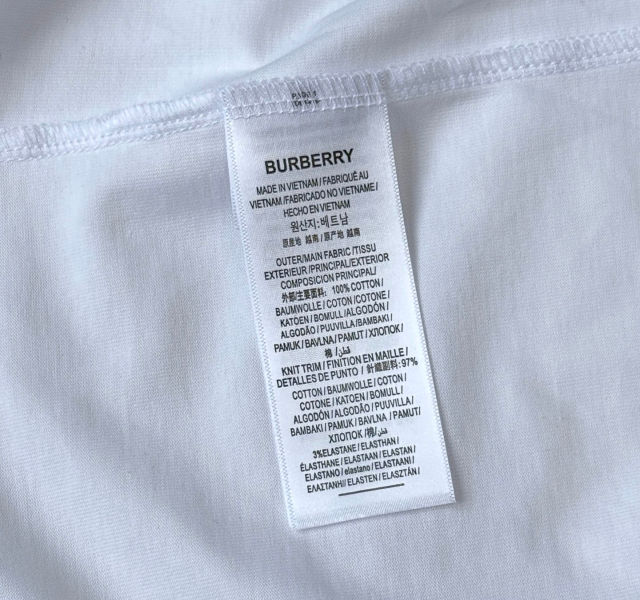 BURBERRY
MADE IN VIETNAM / FABRIQUÉ AU
VIETNAM / FABRICADO NO VIETNAME /
HECHO EN VIETNAM
원산지: 베트남
原産地 越南 / 原产地 越南
OUTER/MAIN FABRIC /TISSU
EXTERIEUR /PRINCIPAL/EXTERIOR
COMPOSICION PRINCIPAL/
外部/主要面料: 100% COTTON /
BAUMWOLLE / COTON /COTONE /
KATOEN / BOMULL /ALGODÓN /
ALGODÃO / PUUVILLA /BAMBAKI /
PAMUK / BAVLNA / PAMUT / ХЛОПОК /
棉 / قطن/
KNIT TRIM / FINITION EN MAILLE /
DETALLES DE PUNTO / 針織副料: 97%
COTTON / BAUMWOLLE / COTON /
COTONE / KATOEN / BOMULL /
ALGODÓN / ALGODÃO / PUUVILLA /
BAMBAKI / PAMUK / BAVLNA / PAMUT/
ХЛОПОК /棉/ قطن/
3%ELASTANE / ELASTHAN /
ÉLASTHANE / ELASTAAN / ELASTAN /
ELASTANO / elastano / ELASTAANI /
ΕΛΑΣΤΑΝΗ// ELASTEN / ELASZTÁN /